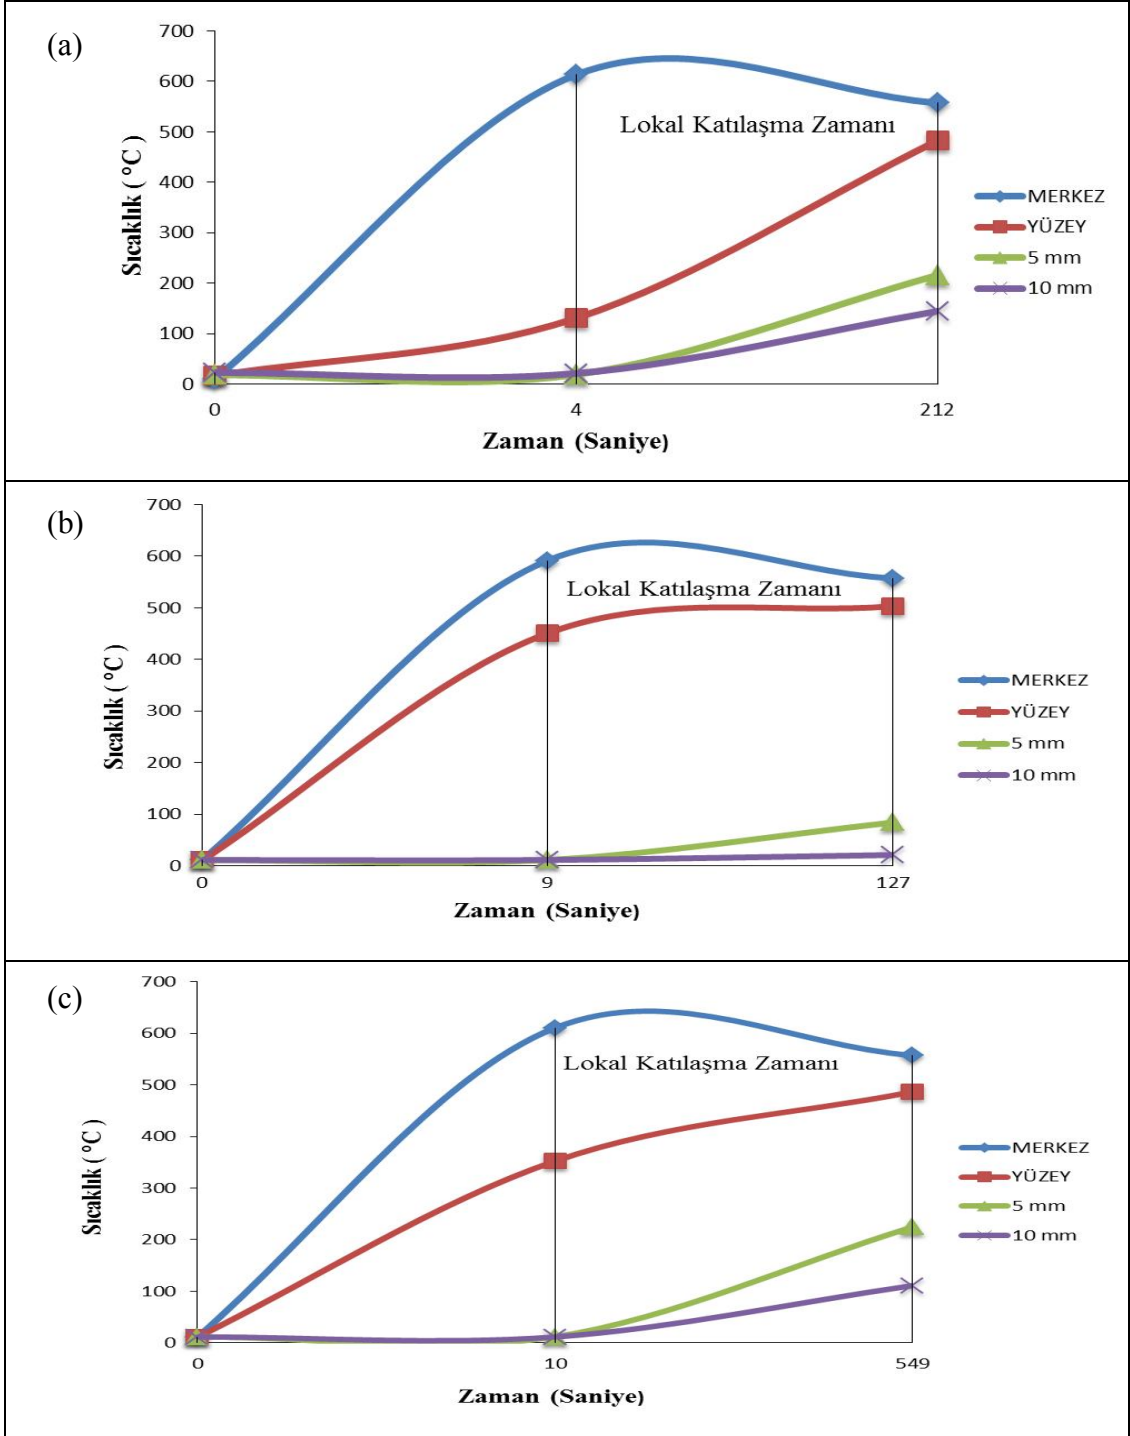 (a)
700
600
500
400
300
200
100
0
Sıcaklık ( °C )
Lokal Katılaşma Zamanı
0 4 212
Zaman (Saniye)
MERKEZ
YÜZEY
5 mm
10 mm
(b)
700
600
500
400
300
200
100
0
Sıcaklık ( °C )
Lokal Katılaşma Zamanı
0 9 127
Zaman (Saniye)
MERKEZ
YÜZEY
5 mm
10 mm
(c)
700
600
500
400
300
200
100
0
Sıcaklık ( °C )
Lokal Katılaşma Zamanı
0 10 549
Zaman (Saniye)
MERKEZ
YÜZEY
5 mm
10 mm